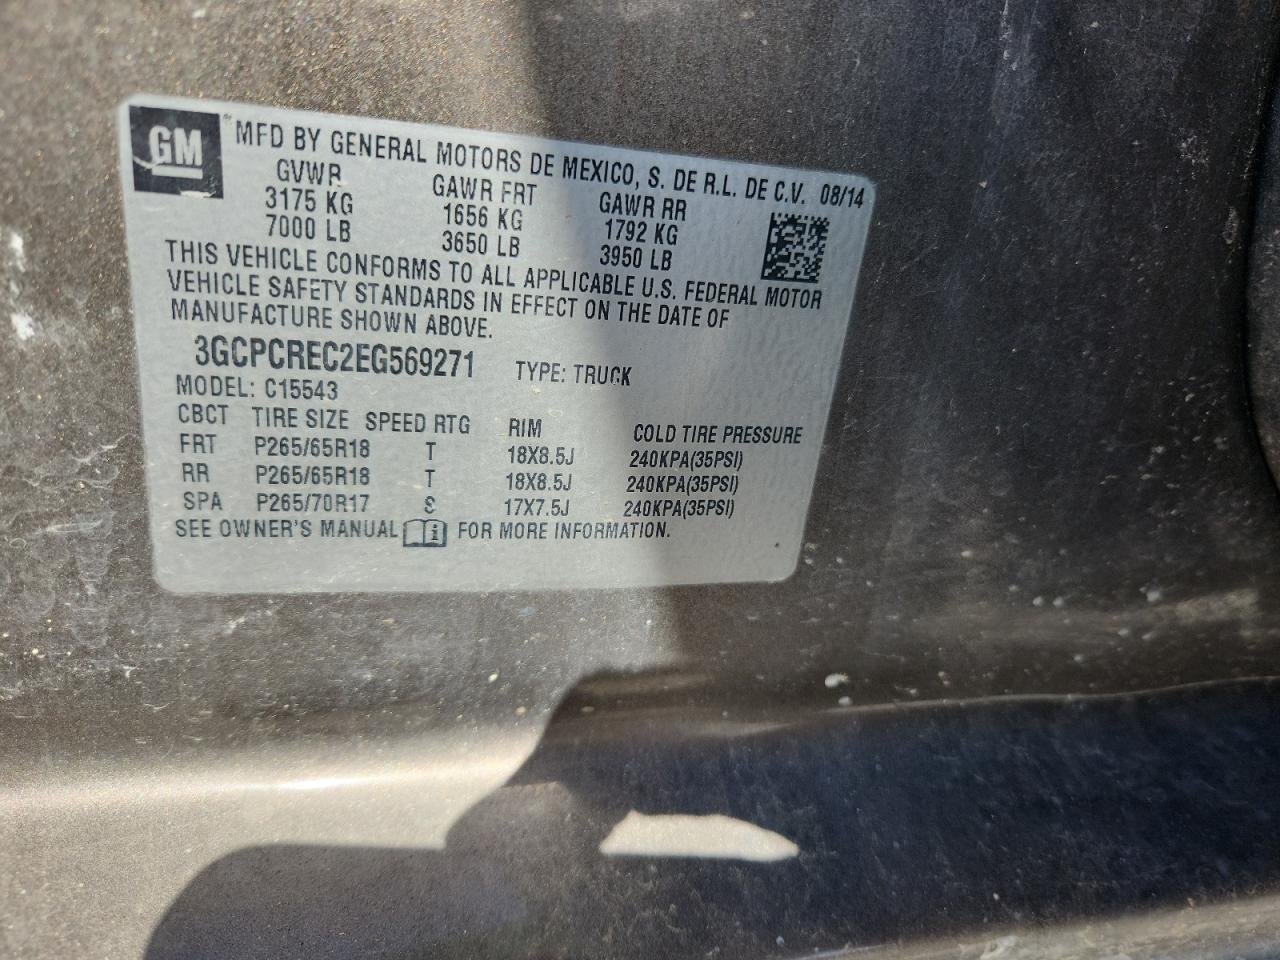 GM
MFD BY GENERAL MOTORS DE MEXICO, S. DE R.L. DE C.V. 08/14
GVWR GAWR FRT GAWR RR
3175 KG 1656 KG 1792 KG
7000 LB 3650 LB 3950 LB
THIS VEHICLE CONFORMS TO ALL APPLICABLE U.S. FEDERAL MOTOR
VEHICLE SAFETY STANDARDS IN EFFECT ON THE DATE OF
MANUFACTURE SHOWN ABOVE.
3GCPCREC2EG569271 TYPE: TRUCK
MODEL: C15543
CBCT TIRE SIZE SPEED RTG RIM COLD TIRE PRESSURE
FRT P265/65R18 T 18X8.5J 240KPA(35PSI)
RR P265/65R18 T 18X8.5J 240KPA(35PSI)
SPA P265/70R17 S 17X7.5J 240KPA(35PSI)
SEE OWNER'S MANUAL i FOR MORE INFORMATION.